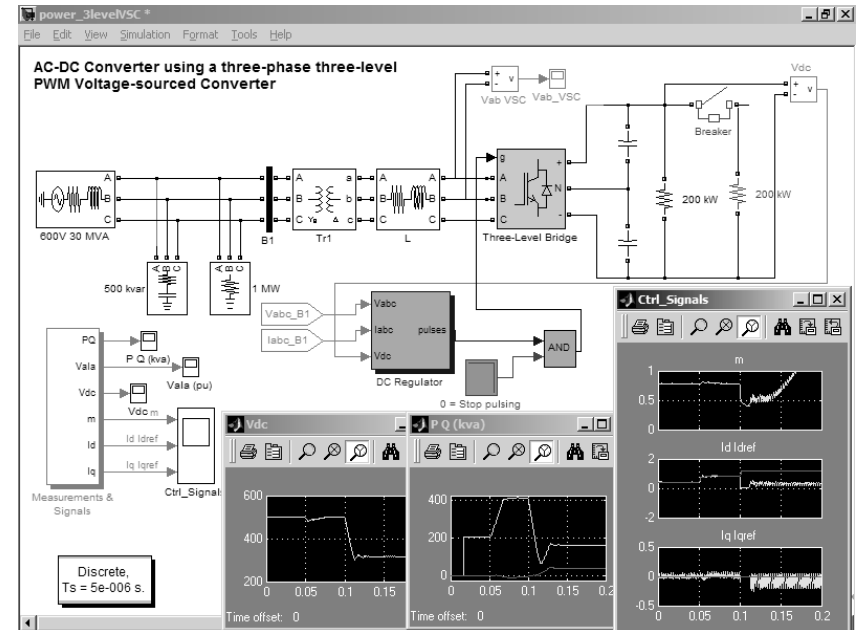 power_3levelVSC *
File Edit View Simulation Format Tools Help
AC-DC Converter using a three-phase three-level
PWM Voltage-sourced Converter
+
-
v
Vab VSC
Vab_VSC
Vdc
+
-
v
Breaker
A
B
C
600V 30 MVA
A
B
C
B1
A
B
C
Yg
Δ
a
b
c
Tr1
A
B
C
L
g
A
B
C
+
N
-
Three-Level Bridge
200 kW
200 kW
A B C
500 kvar
A B C
1 MW
Vabc_B1
Iabc_B1
Vabc
Iabc
Vdc
pulses
DC Regulator
AND
0 = Stop pulsing
PQ
VaIa
Vdc
m
Id
Iq
Measurements &
Signals
P Q (kva)
VaIa (pu)
Vdc
m
Id Idref
Iq Iqref
Ctrl_Signals
Discrete,
Ts = 5e-006 s.
Vdc
600
400
200
0 0.05 0.1 0.15
Time offset: 0
P Q (kva)
400
200
0
0 0.05 0.1 0.15 0.2
Time offset: 0
Ctrl_Signals
m
1
0.5
0
Id Idref
2
0
-2
Iq Iqref
0.5
0
-0.5
0 0.05 0.1 0.15 0.2
Time offset: 0